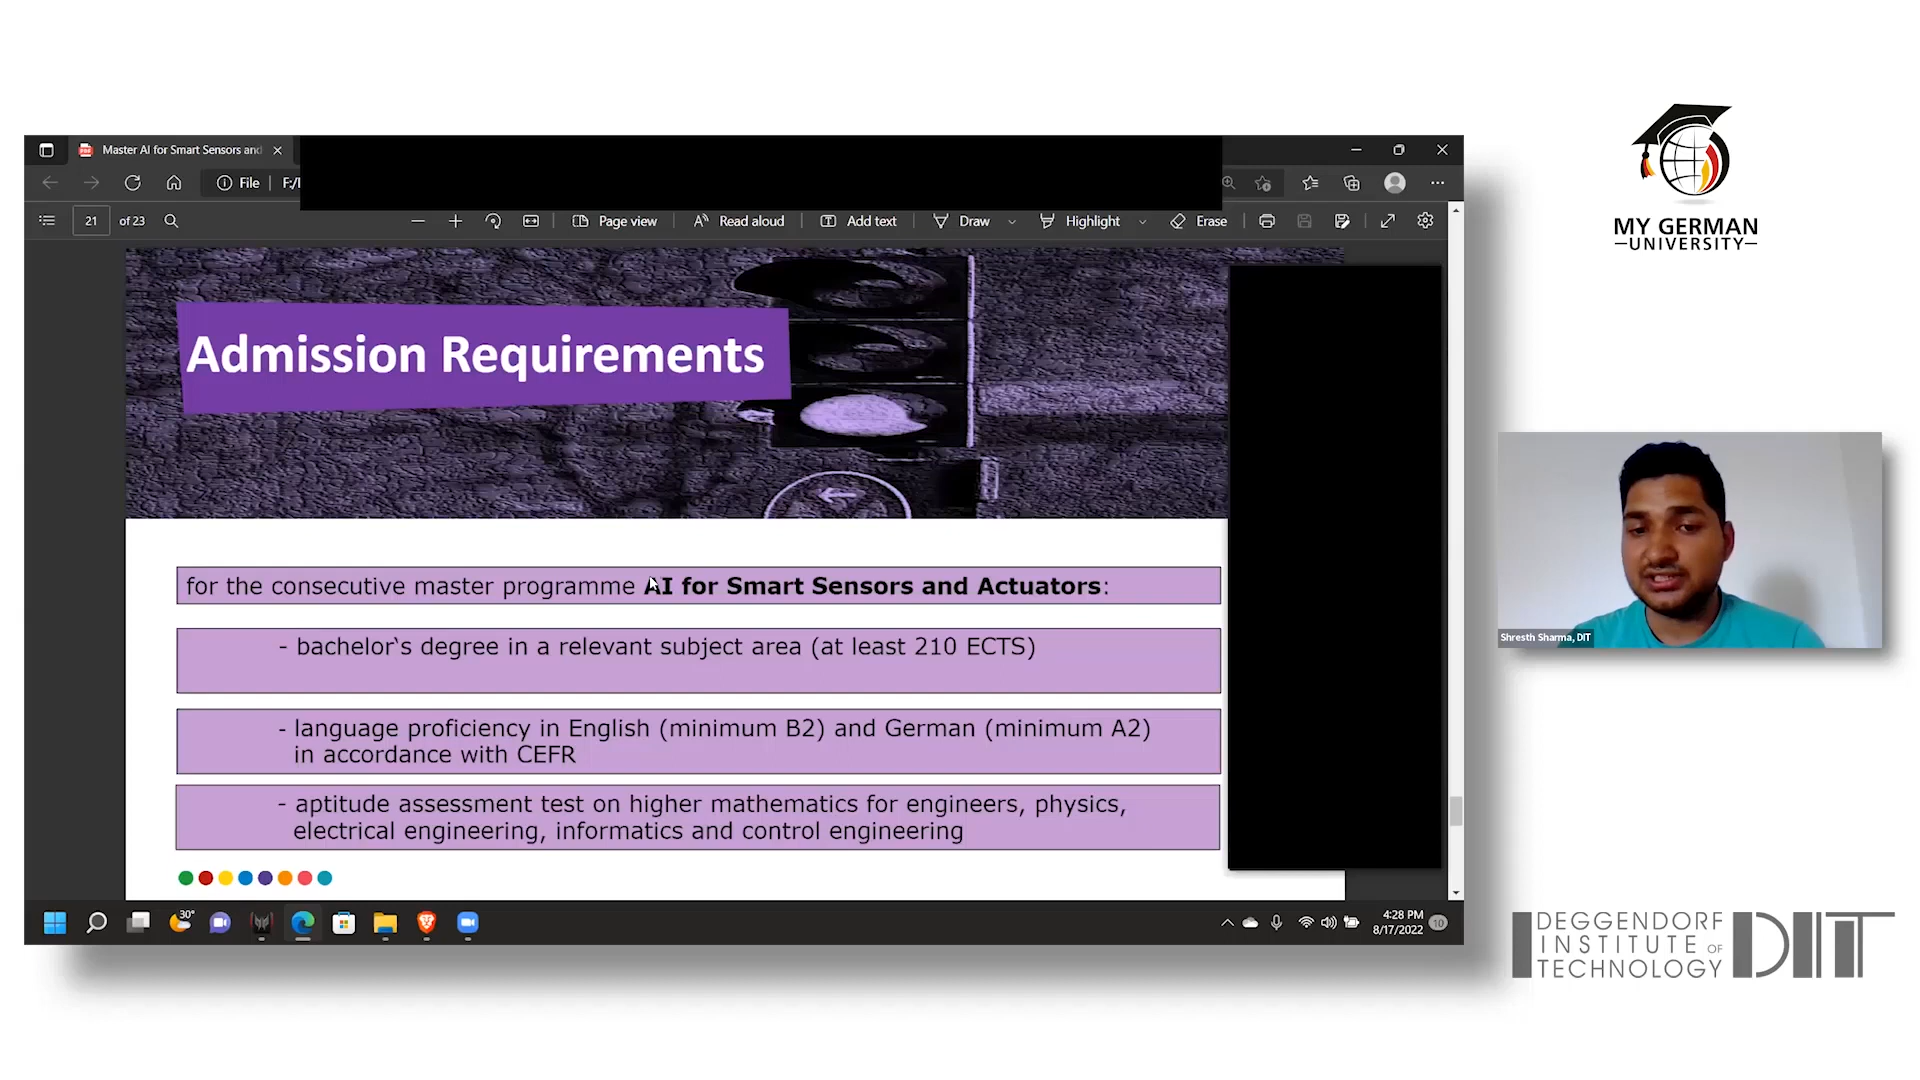 Master AI for Smart Sensors and
File
F:/I
21 of 23
Page view
Read aloud
Add text
Draw
Highlight
Erase
Admission Requirements
for the consecutive master programme AI for Smart Sensors and Actuators:
- bachelor‘s degree in a relevant subject area (at least 210 ECTS)
- language proficiency in English (minimum B2) and German (minimum A2)
in accordance with CEFR
- aptitude assessment test on higher mathematics for engineers, physics,
electrical engineering, informatics and control engineering
30°
4:28 PM
8/17/2022
10
MY GERMAN
UNIVERSITY
Shresth Sharma, DIT
DEGGENDORF
INSTITUTE OF
TECHNOLOGY
DIT